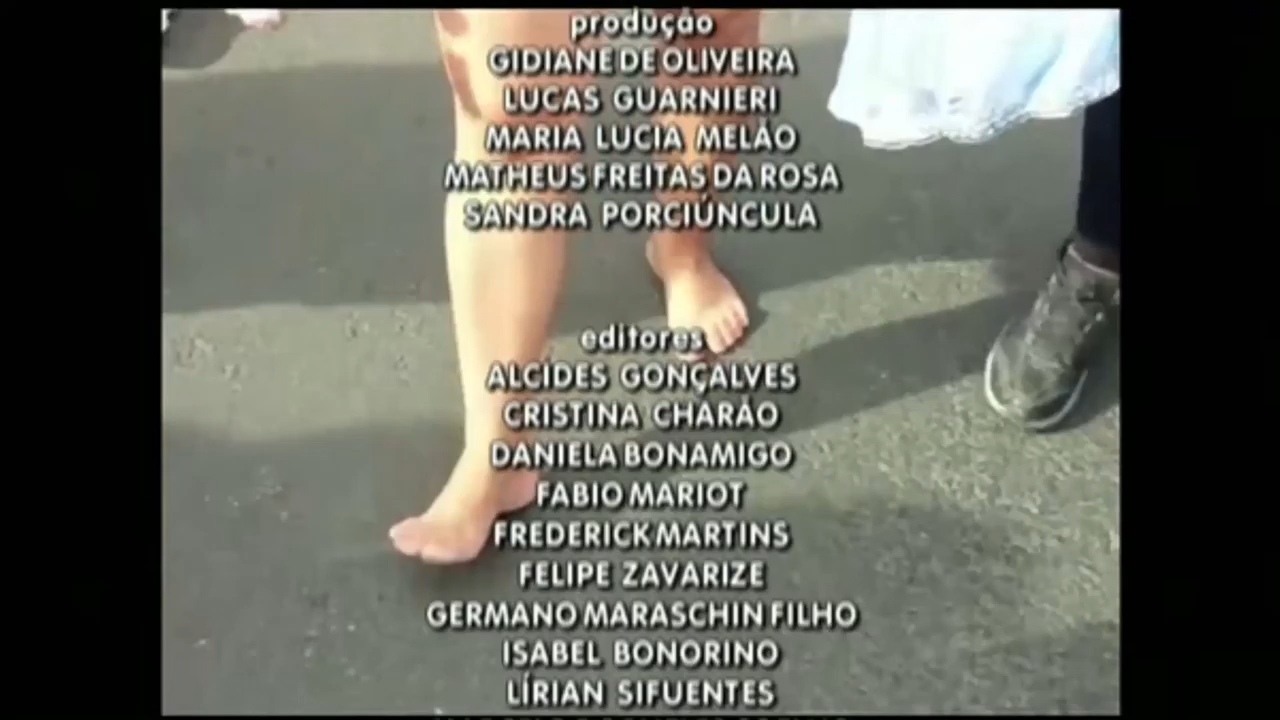 produção
GIDIANE DE OLIVEIRA
LUCAS GUARNIERI
MARIA LUCIA MELÃO
MATHEUS FREITAS DA ROSA
SANDRA PORCIÚNCULA
editores
ALCÍDES GONÇALVES
CRISTINA CHARÃO
DANIELA BONAMIGO
FABIO MARIOT
FREDERICK MARTINS
FELIPE ZAVARIZE
GERMANO MARASCHIN FILHO
ISABEL BONORINO
LÍRIAN SIFUENTES